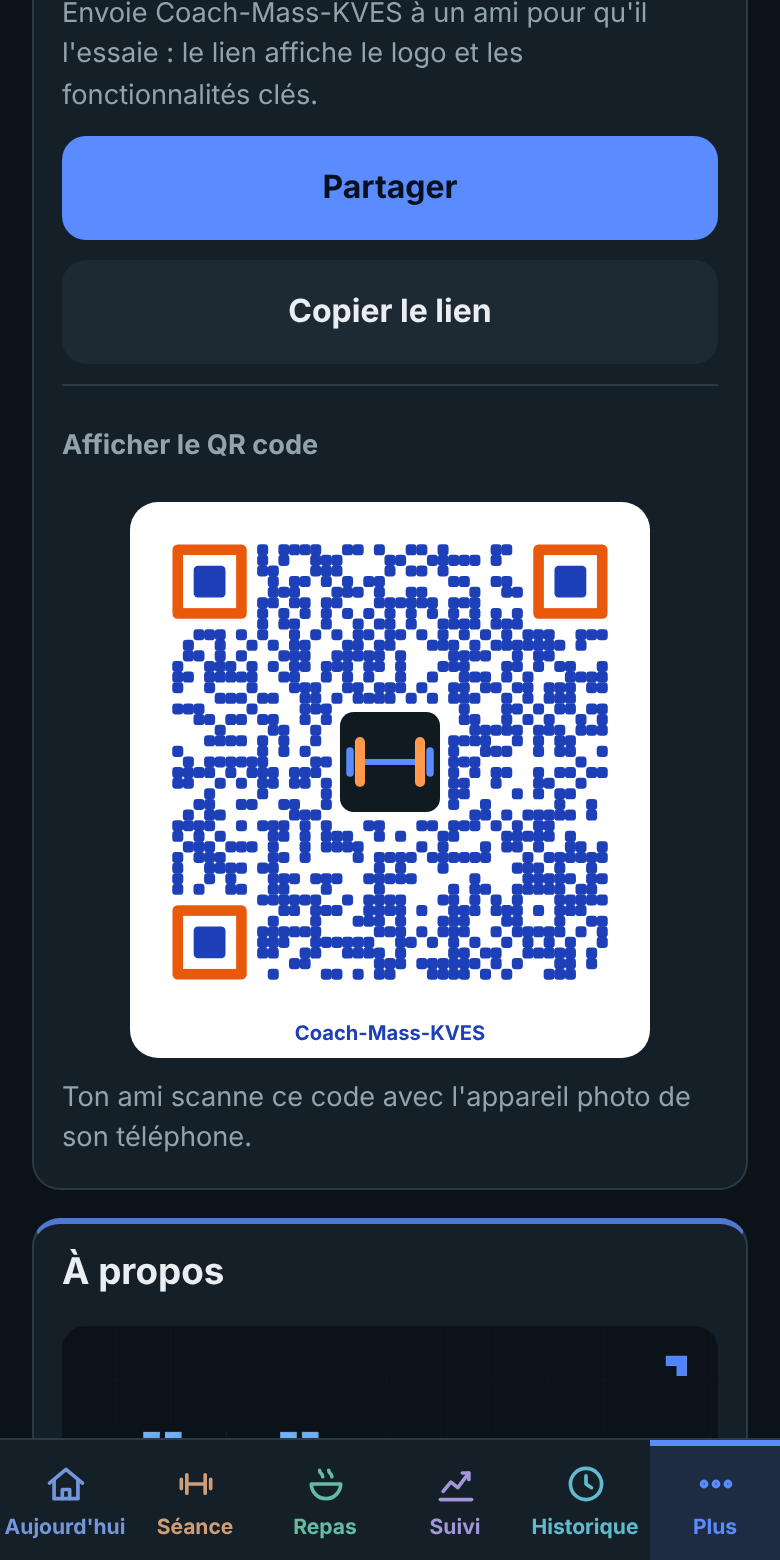 Envoie Coach-Mass-KVES à un ami pour qu'il
l'essaie : le lien affiche le logo et les
fonctionnalités clés.
Partager
Copier le lien
Afficher le QR code
Coach-Mass-KVES
Ton ami scanne ce code avec l'appareil photo de
son téléphone.
À propos
Aujourd'hui
Séance
Repas
Suivi
Historique
Plus